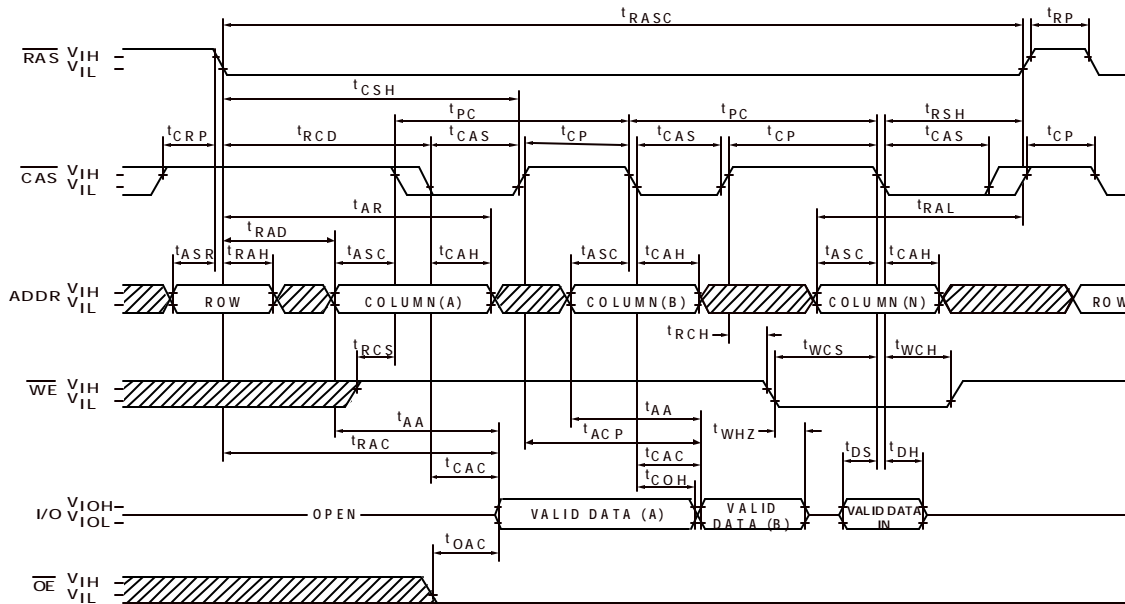 tRASC tRP
RAS VIH
VIL
tCSH
tPC tPC tRSH
tCRP tRCD tCAS tCP tCAS tCP tCAS tCP
CAS VIH
VIL
tAR tRAL
tRAD
tASR tRAH tASC tCAH tASC tCAH tASC tCAH
ADDR VIH
VIL
ROW COLUMN(A) COLUMN(B) COLUMN(N) ROW
tRCH
tRCS tWCS tWCH
WE VIH
VIL
tAA tAA
tRAC tACP tWHZ
tCAC tCAC tDS tDH
tCOH
I/O VIOH
VIOL
OPEN VALID DATA (A) VALID DATA (B) VALID DATA IN
tOAC
OE VIH
VIL